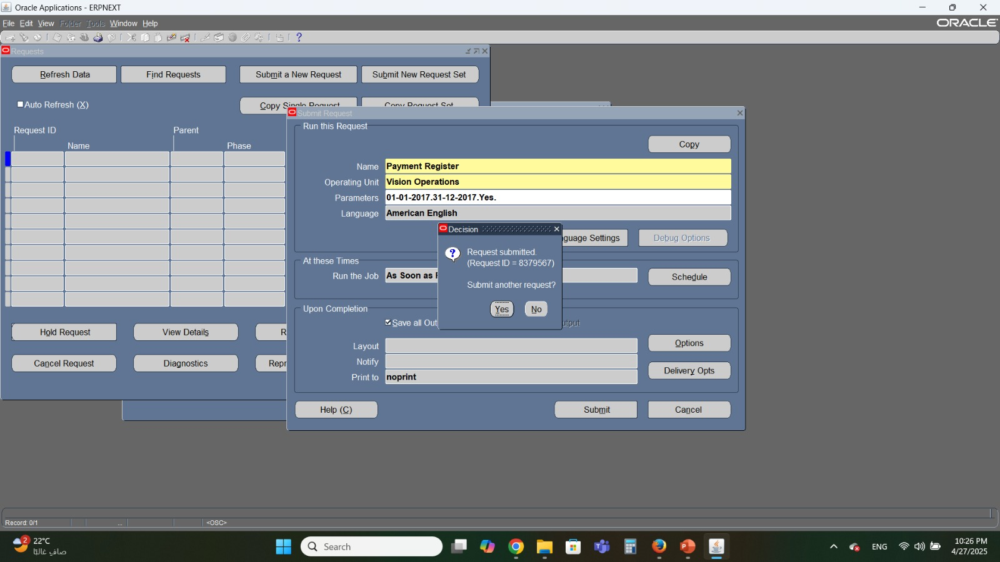 Oracle Applications - ERPNEXT
File Edit View Folder Tools Window Help
ORACLE
Requests
Refresh Data
Find Requests
Submit a New Request
Submit New Request Set
Auto Refresh (X)
Copy Single Request
Copy Request Set
Request ID
Parent
Name
Phase
Hold Request
View Details
R
Cancel Request
Diagnostics
Repr
Submit Request
Run this Request
Copy
Name Payment Register
Operating Unit Vision Operations
Parameters 01-01-2017.31-12-2017.Yes.
Language American English
guage Settings
Debug Options
At these Times
Run the Job As Soon as
Schedule
Upon Completion
Save all Out
utput
Layout
Options
Notify
Delivery Opts
Print to noprint
Help (C)
Submit
Cancel
Decision
Request submitted.
(Request ID = 8379567)
Submit another request?
Yes No
Record: 0/1
...
<OSC>
2
22°C
صافٍ غالبًا
Search
ENG
10:26 PM
4/27/2025